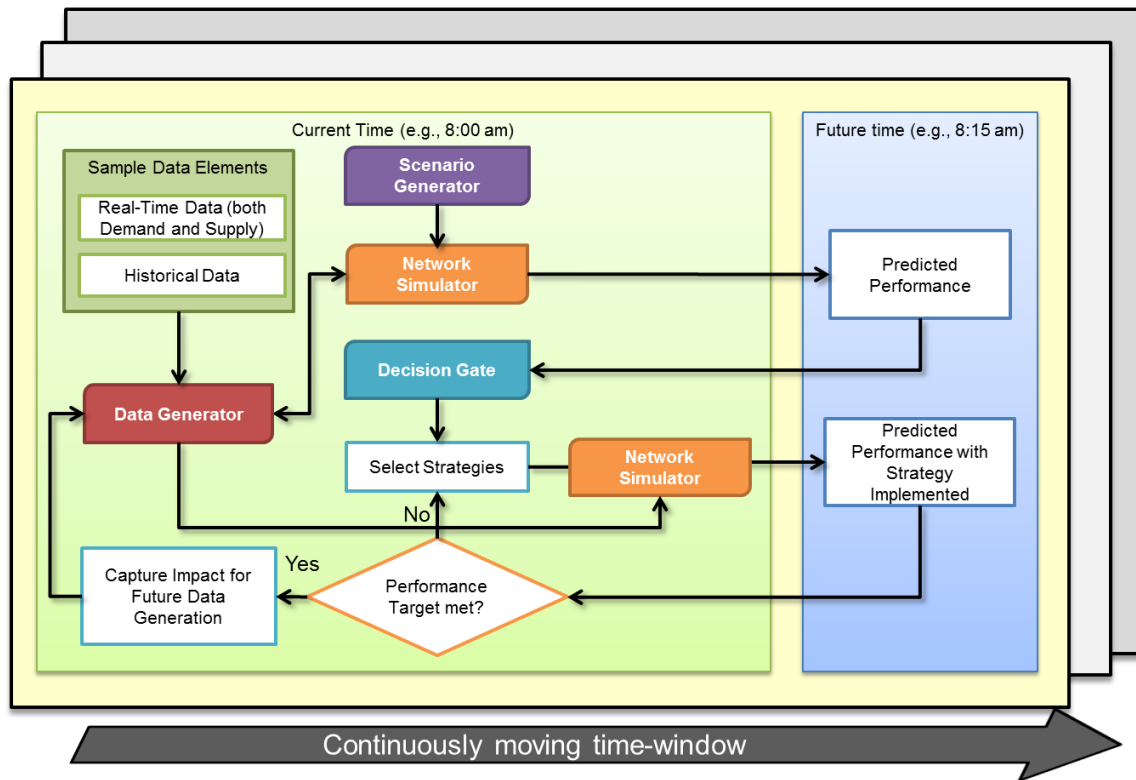 Current Time (e.g., 8:00 am)
Future time (e.g., 8:15 am)
Sample Data Elements
Real-Time Data (both
Demand and Supply)
Historical Data
Scenario
Generator
Network
Simulator
Predicted
Performance
Decision Gate
Data Generator
Select Strategies
Network
Simulator
Predicted
Performance with
Strategy
Implemented
No
Yes
Capture Impact for
Future Data
Generation
Performance
Target met?
Continuously moving time-window